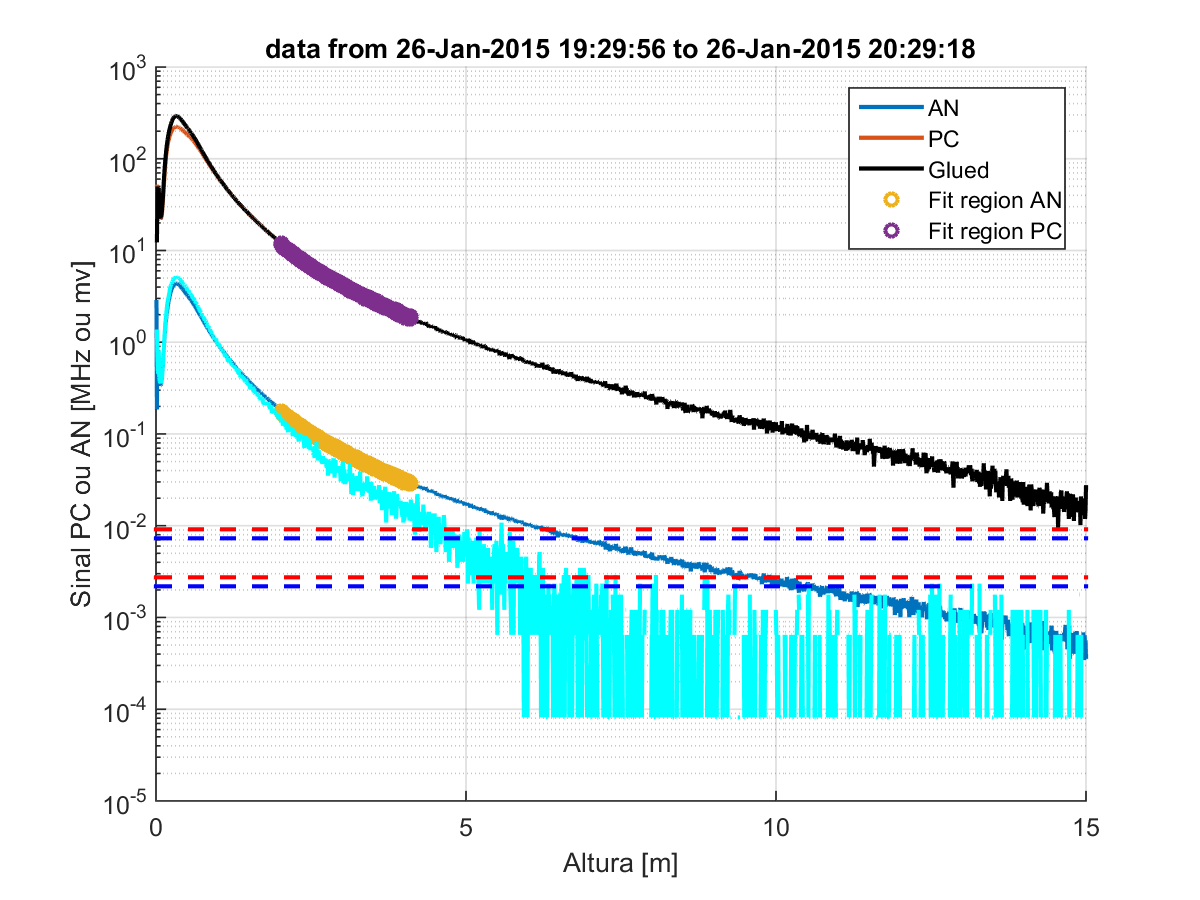 data from 26-Jan-2015 19:29:56 to 26-Jan-2015 20:29:18
AN
PC
Glued
Fit region AN
Fit region PC
Sinal PC ou AN [MHz ou mv]
10^3
10^2
10^1
10^0
10^-1
10^-2
10^-3
10^-4
10^-5
0 5 10 15
Altura [m]